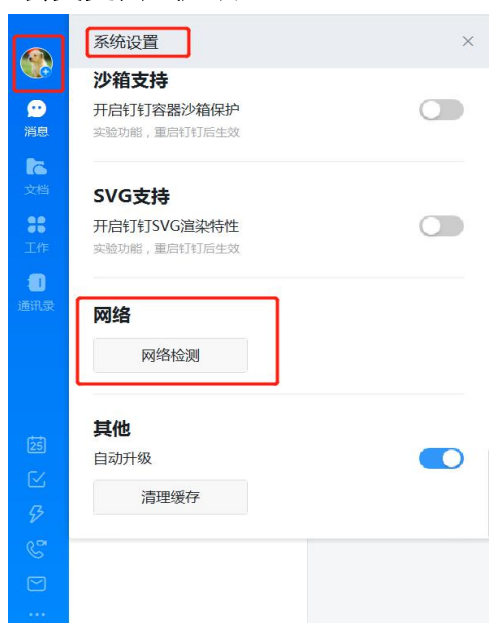 系统设置
沙箱支持
开启钉钉容器沙箱保护
实验功能，重启钉钉后生效
SVG支持
开启钉钉SVG渲染特性
实验功能，重启钉钉后生效
网络
网络检测
其他
自动升级
清理缓存
消息
文档
工作
通讯录
25